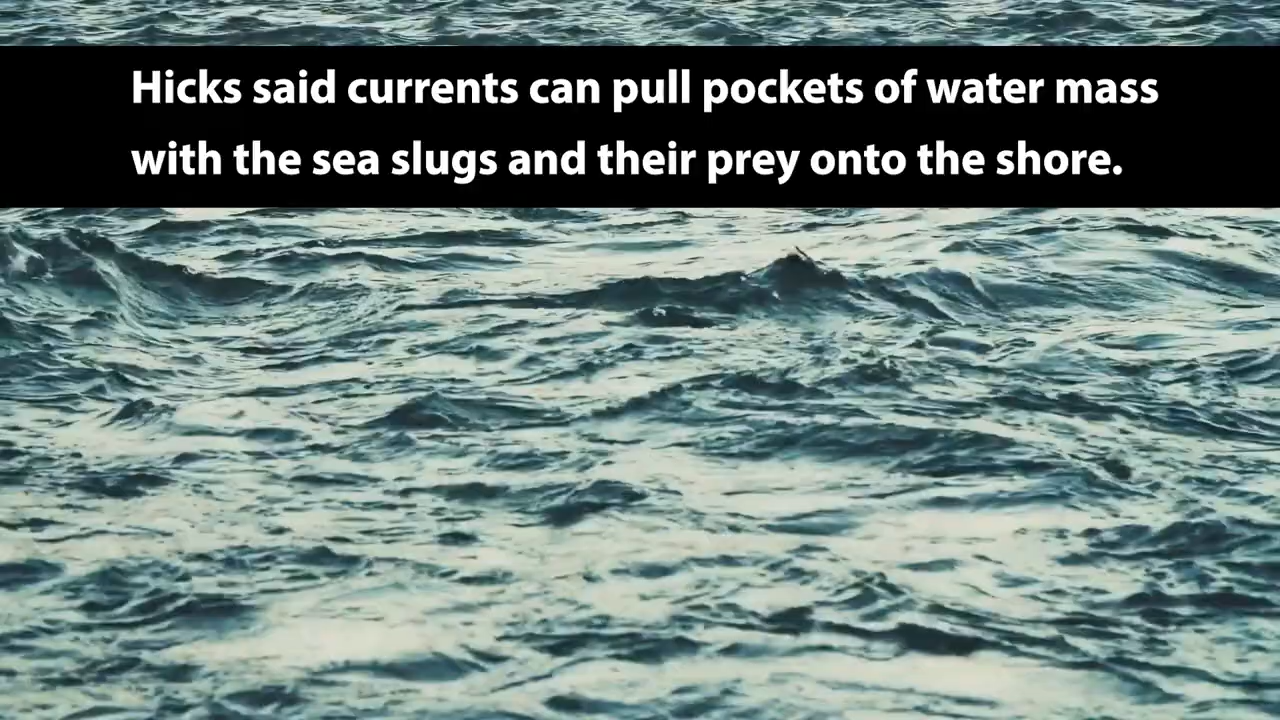 Hicks said currents can pull pockets of water mass
with the sea slugs and their prey onto the shore.